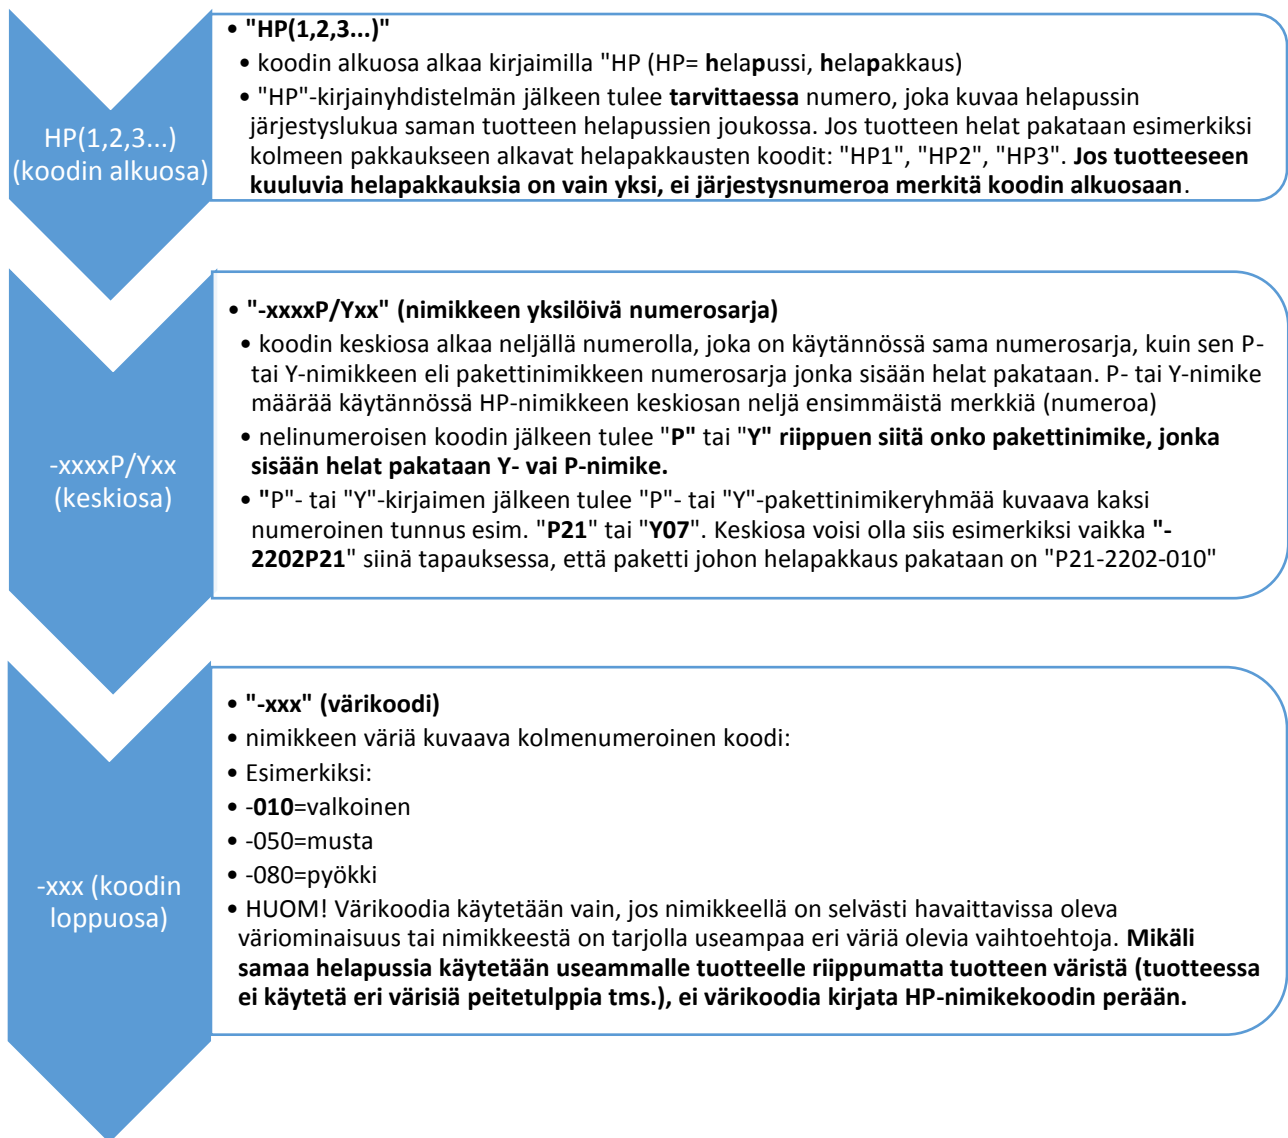 HP(1,2,3...)
(koodin alkuosa)
• "HP(1,2,3...)"
• koodin alkuosa alkaa kirjaimilla "HP (HP= helapussi, helapakkaus)
• "HP"-kirjainyhdistelmän jälkeen tulee tarvittaessa numero, joka kuvaa helapussin
järjestyslukua saman tuotteen helapussien joukossa. Jos tuotteen helat pakataan esimerkiksi
kolmeen pakkaukseen alkavat helapakkausten koodit: "HP1", "HP2", "HP3". Jos tuotteeseen
kuuluvia helapakkauksia on vain yksi, ei järjestysnumeroa merkitä koodin alkuosaan.
-xxxxP/Yxx
(keskiosa)
• "-xxxxP/Yxx" (nimikkeen yksilöivä numerosarja)
• koodin keskiosa alkaa neljällä numerolla, joka on käytännössä sama numerosarja, kuin sen P-
tai Y-nimikkeen eli pakettinimikkeen numerosarja jonka sisään helat pakataan. P- tai Y-nimike
määrää käytännössä HP-nimikkeen keskiosan neljä ensimmäistä merkkiä (numeroa)
• nelinumeroisen koodin jälkeen tulee "P" tai "Y" riippuen siitä onko pakettinimike, jonka
sisään helat pakataan Y- vai P-nimike.
• "P"- tai "Y"-kirjaimen jälkeen tulee "P"- tai "Y"-pakettinimikeryhmää kuvaava kaksi
numeroinen tunnus esim. "P21" tai "Y07". Keskiosa voisi olla siis esimerkiksi vaikka "-
2202P21" siinä tapauksessa, että paketti johon helapakkaus pakataan on "P21-2202-010"
-xxx (koodin
loppuosa)
• "-xxx" (värikoodi)
• nimikkeen väriä kuvaava kolmenumeroinen koodi:
• Esimerkiksi:
• -010=valkoinen
• -050=musta
• -080=pyökki
• HUOM! Värikoodia käytetään vain, jos nimikkeellä on selvästi havaittavissa oleva
väriominaisuus tai nimikkeestä on tarjolla useampaa eri väriä olevia vaihtoehtoja. Mikäli
samaa helapussia käytetään useammalle tuotteelle riippumatta tuotteen väristä (tuotteessa
ei käytetä eri värisiä peitetulppia tms.), ei värikoodia kirjata HP-nimikekoodin perään.